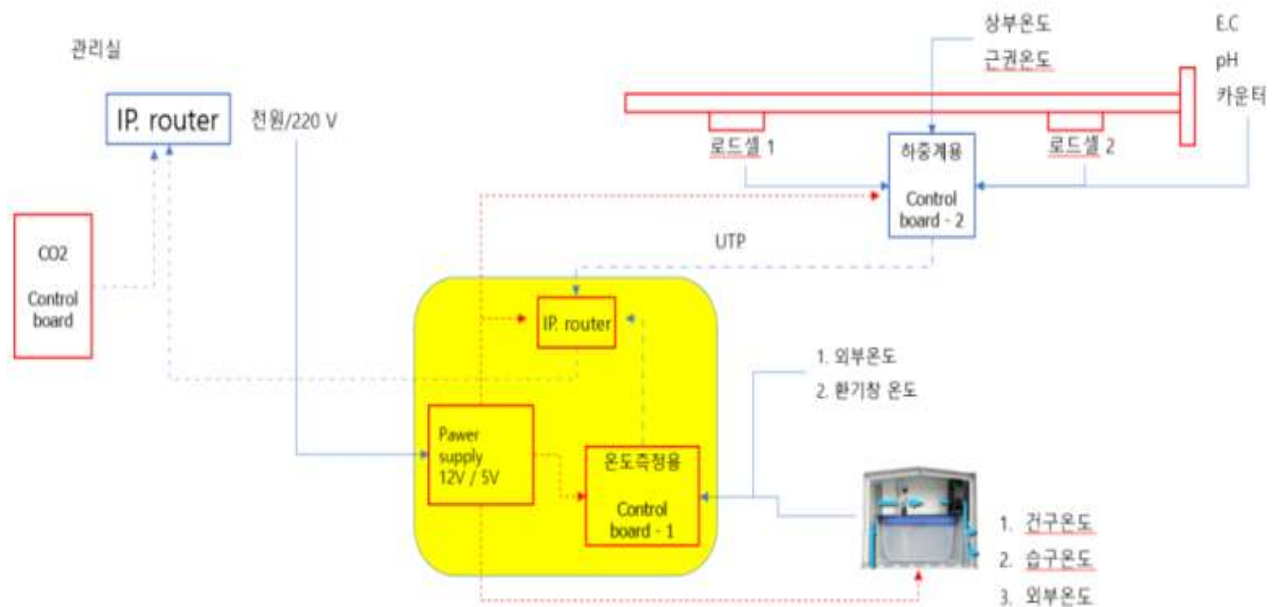 관리실
IP. router
전원/220 V
CO2
Control
board
상부온도
근권온도
E.C
pH
카운터
로드셀 1
로드셀 2
하중계용
Control
board - 2
UTP
IP. router
Pawer
supply
12V / 5V
온도측정용
Control
board - 1
1. 외부온도
2. 환기창 온도
1. 건구온도
2. 습구온도
3. 외부온도